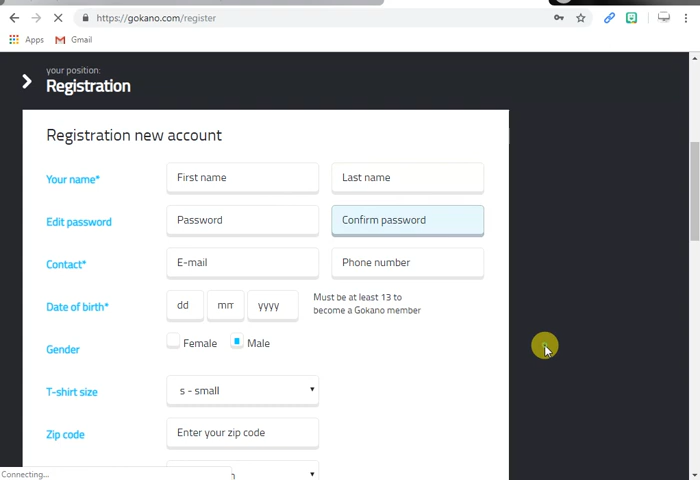 https://gokano.com/register
Apps Gmail
your position:
Registration
Registration new account
Your name* First name Last name
Edit password Password Confirm password
Contact* E-mail Phone number
Date of birth* dd mm yyyy Must be at least 13 to
become a Gokano member
Gender Female Male
T-shirt size s - small
Zip code Enter your zip code
Connecting...